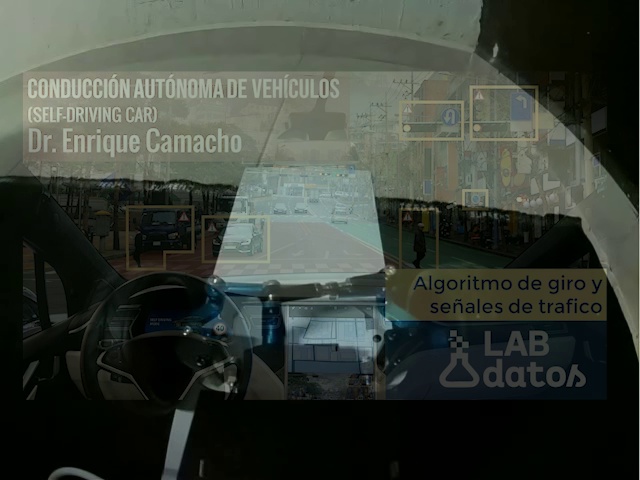 CONDUCCIÓN AUTÓNOMA DE VEHÍCULOS
(SELF-DRIVING CAR)
Dr. Enrique Camacho
Algoritmo de giro y
señales de trafico
LAB
datos